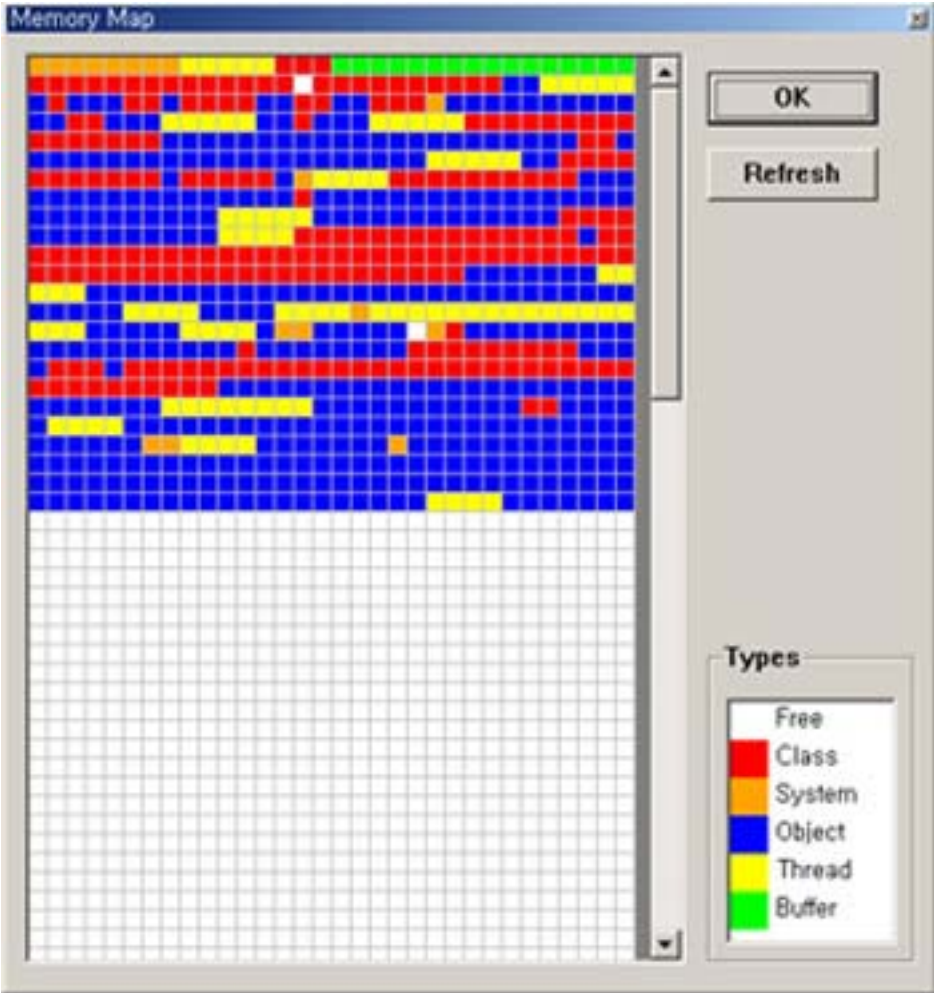 Memory Map
OK
Refresh
Types
Free
Class
System
Object
Thread
Buffer